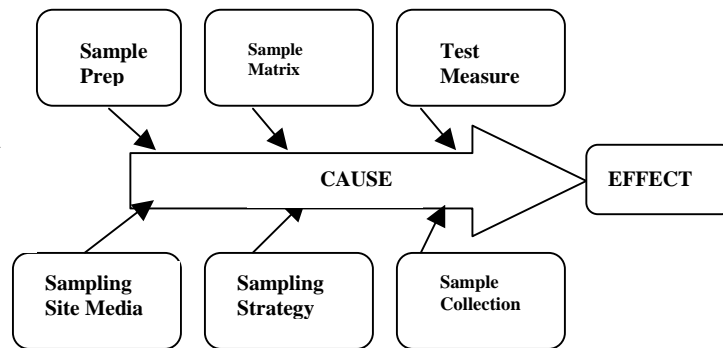 Sample
Prep
Sample
Matrix
Test
Measure
CAUSE
EFFECT
Sampling
Site Media
Sampling
Strategy
Sample
Collection